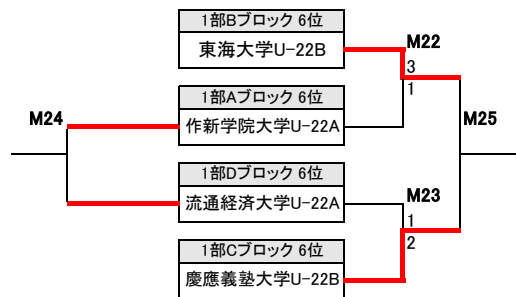 1部Bブロック 6位
東海大学U-22B
M22
3
1
1部Aブロック 6位
作新学院大学U-22A
M24
M25
1部Dブロック 6位
流通経済大学U-22A
M23
1
2
1部Cブロック 6位
慶應義塾大学U-22B